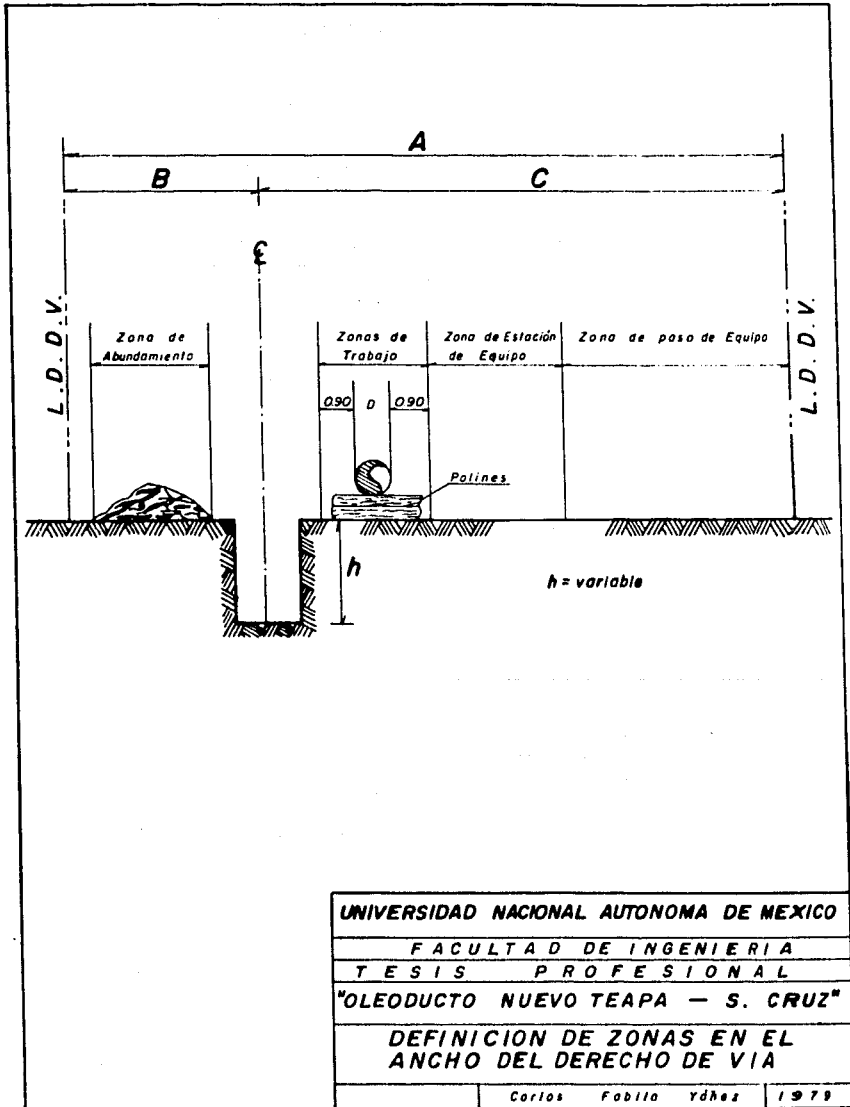 A
B C
℄
L.D.D.V.
L.D.D.V.
Zona de
Abundamiento
Zonas de
Trabajo
Zona de Estación
de Equipo
Zona de paso de Equipo
0.90 D 0.90
Polines
h
h = variable
UNIVERSIDAD NACIONAL AUTONOMA DE MEXICO
FACULTAD DE INGENIERIA
TESIS PROFESIONAL
"OLEODUCTO NUEVO TEAPA — S. CRUZ"
DEFINICION DE ZONAS EN EL
ANCHO DEL DERECHO DE VIA
Carlos Fabila Yáñez 1979